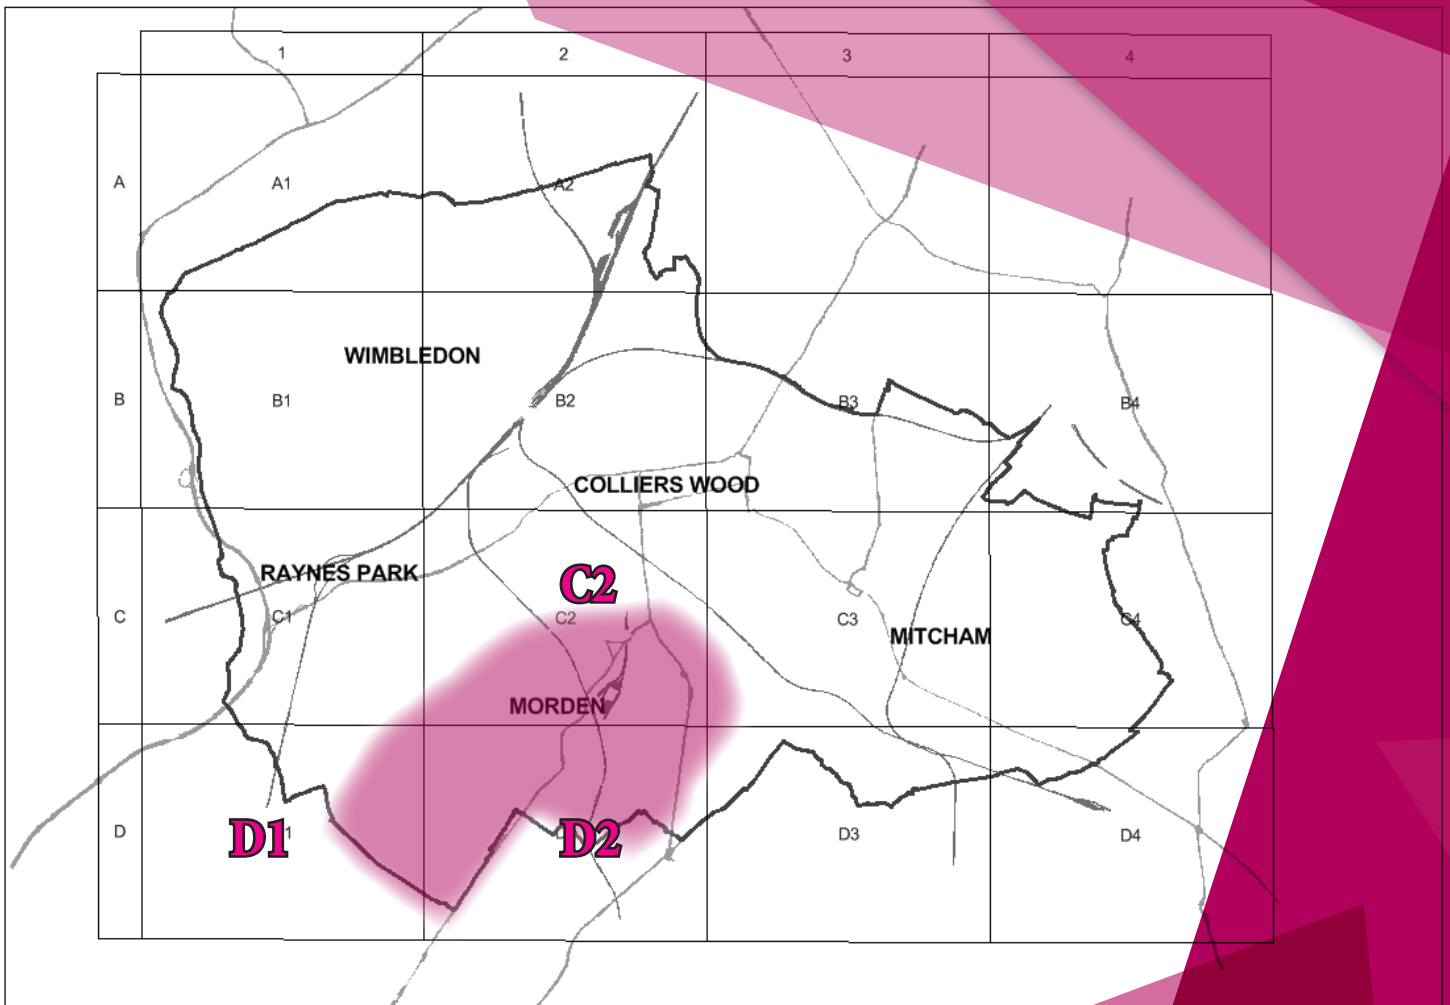 1 2 3 4
A A1 A2
WIMBLEDON
B B1 B2 B3 B4
COLLIERS WOOD
RAYNES PARK
C2
C C1 C2 C3 C4
MITCHAM
MORDEN
D D1 D2 D3 D4